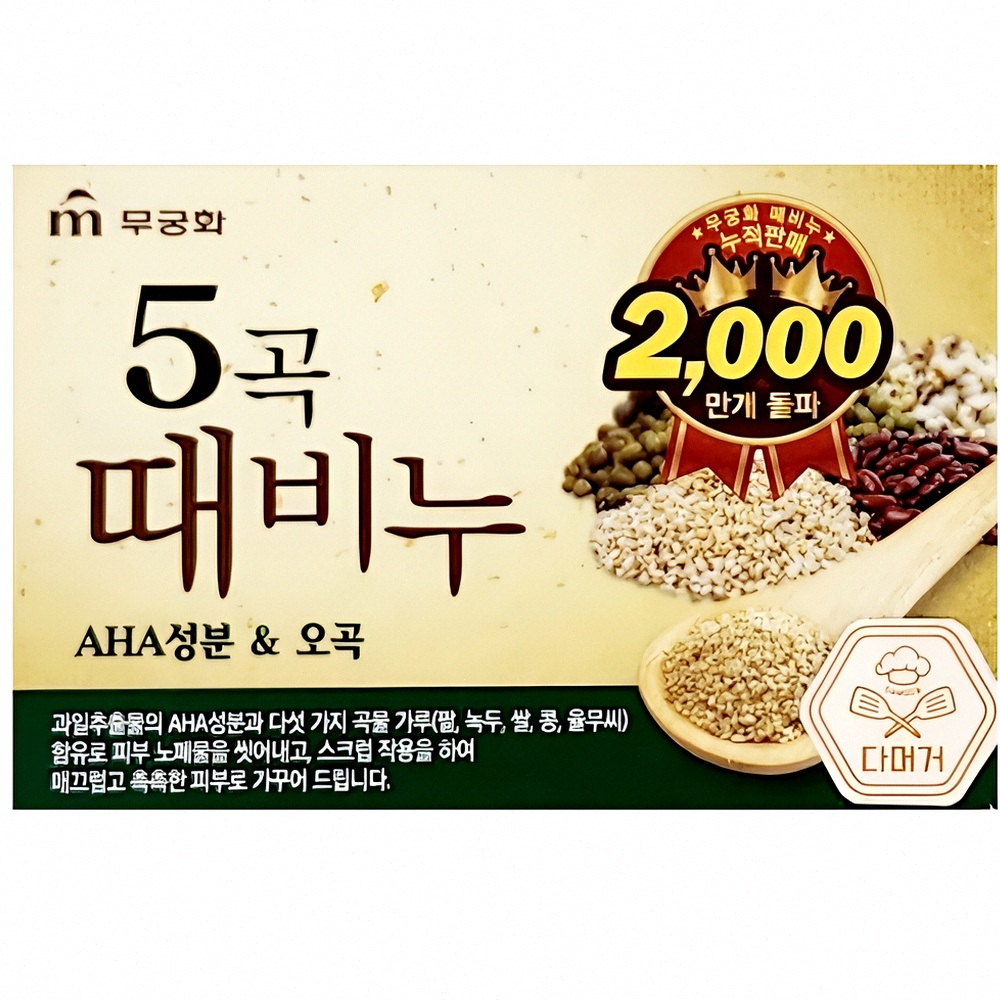 무궁화
★무궁화 때비누★
누적판매
2,000
만개 돌파
5곡
때비누
AHA성분 & 오곡
과일추출물의 AHA성분과 다섯 가지 곡물 가루(팥, 녹두, 쌀, 콩, 율무씨)
함유로 피부 노폐물을 씻어내고, 스크럽 작용을 하여
매끄럽고 촉촉한 피부로 가꾸어 드립니다.
다머거